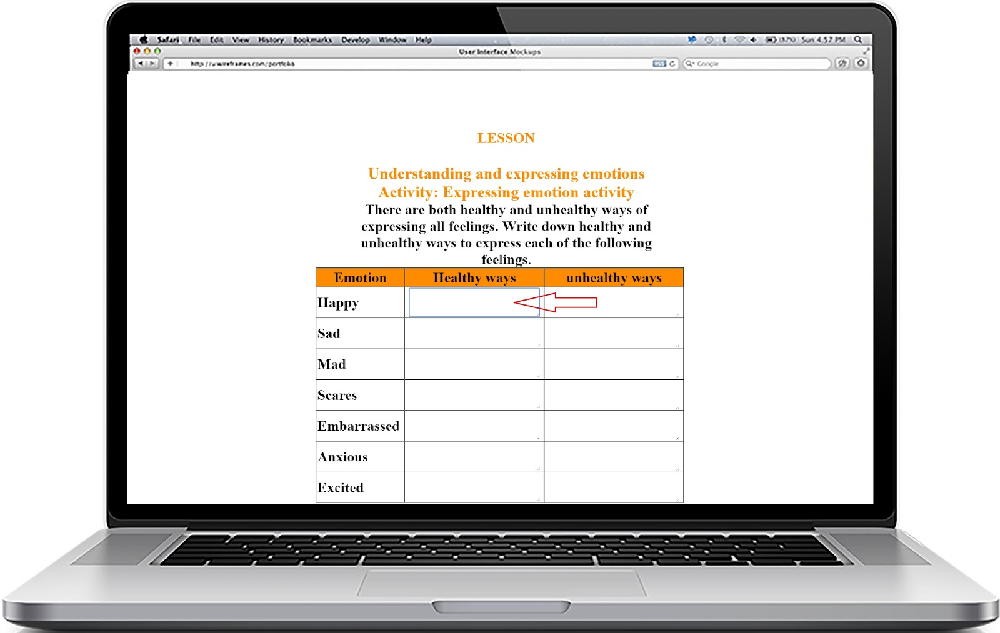 Safari File Edit View History Bookmarks Develop Window Help (37%) Sun 4:57 PM
User Interface Mockups
http://uiwireframes.com/portfolio RSS Google
LESSON
Understanding and expressing emotions
Activity: Expressing emotion activity
There are both healthy and unhealthy ways of
expressing all feelings. Write down healthy and
unhealthy ways to express each of the following
feelings.
Emotion Healthy ways unhealthy ways
Happy
Sad
Mad
Scares
Embarrassed
Anxious
Excited